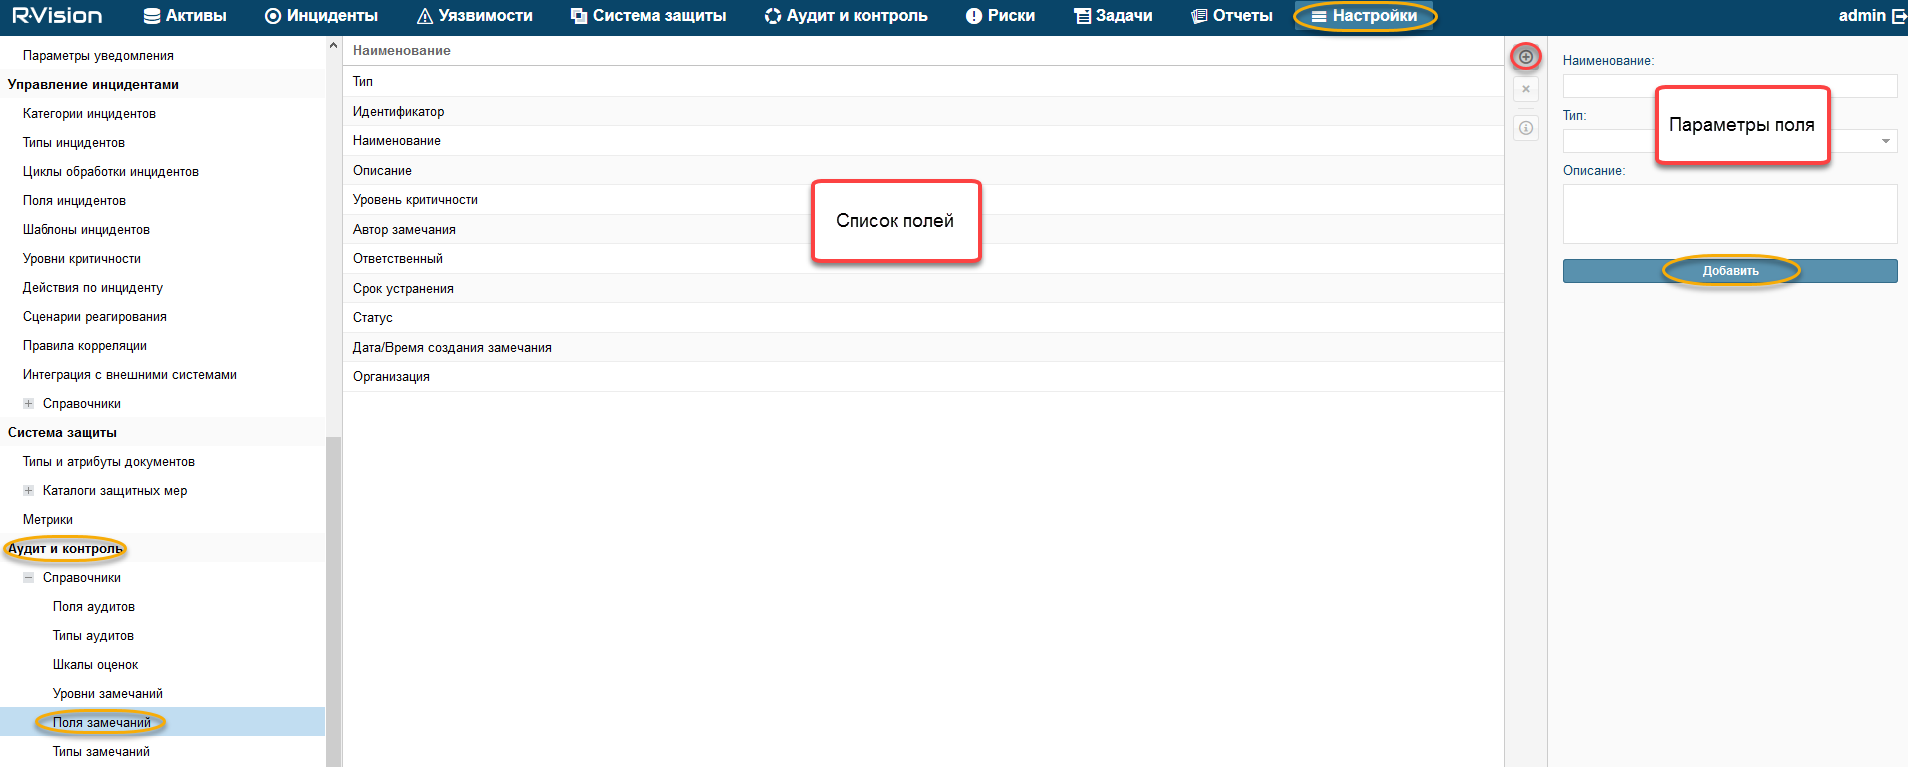 R·Vision
Активы
Инциденты
Уязвимости
Система защиты
Аудит и контроль
Риски
Задачи
Отчеты
Настройки
admin
Параметры уведомления
Управление инцидентами
Категории инцидентов
Типы инцидентов
Циклы обработки инцидентов
Поля инцидентов
Шаблоны инцидентов
Уровни критичности
Действия по инциденту
Сценарии реагирования
Правила корреляции
Интеграция с внешними системами
Справочники
Система защиты
Типы и атрибуты документов
Каталоги защитных мер
Метрики
Аудит и контроль
Справочники
Поля аудитов
Типы аудитов
Шкалы оценок
Уровни замечаний
Поля замечаний
Типы замечаний
Наименование
Тип
Идентификатор
Наименование
Описание
Уровень критичности
Автор замечания
Ответственный
Срок устранения
Статус
Дата/Время создания замечания
Организация
Список полей
Наименование:
Тип:
Параметры поля
Описание:
Добавить